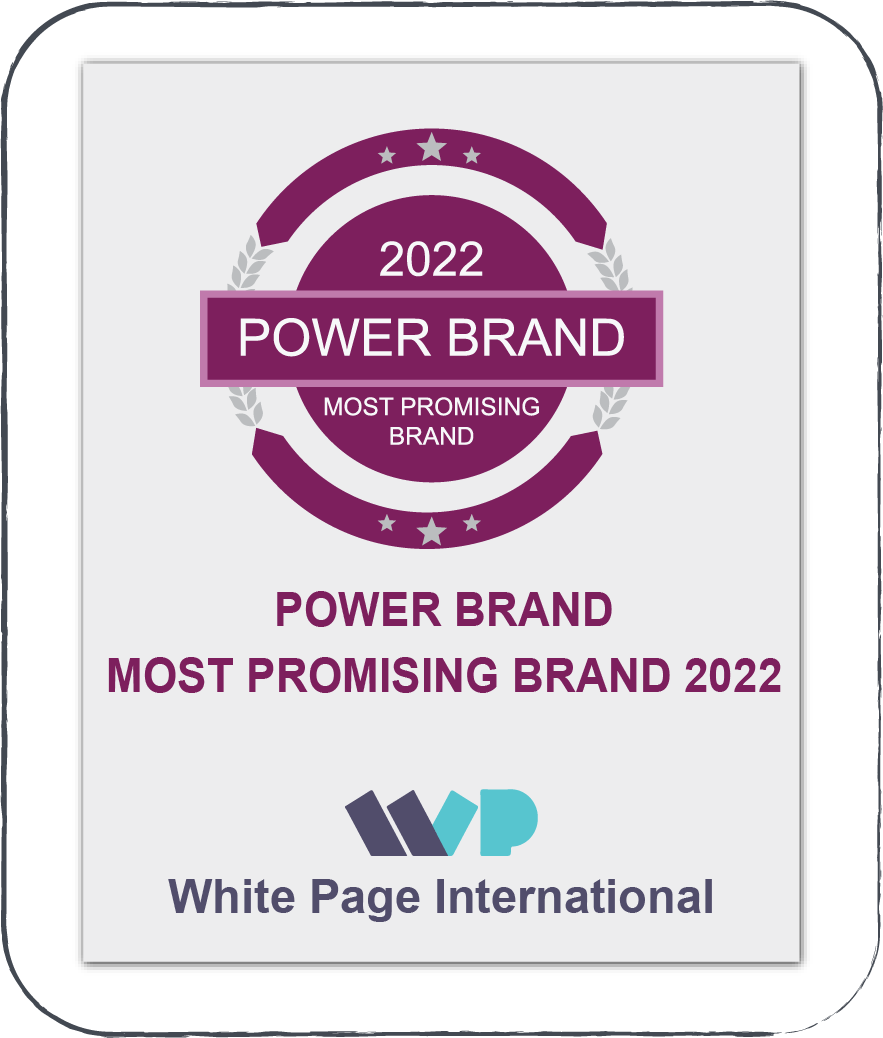 2022
POWER BRAND
MOST PROMISING
BRAND
POWER BRAND
MOST PROMISING BRAND 2022
WP
White Page International